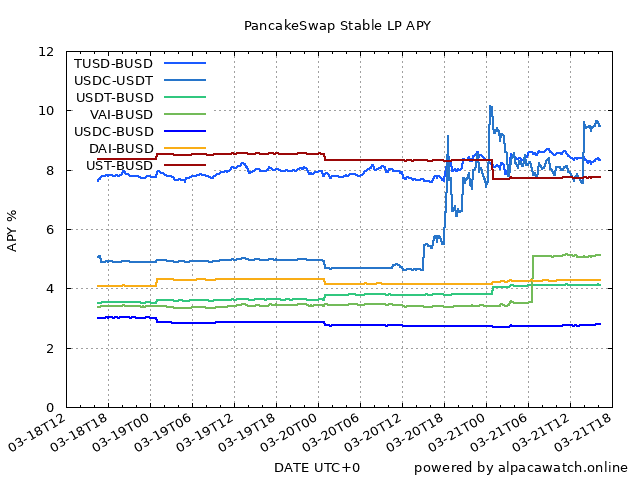 PancakeSwap Stable LP APY
12
10
8
6
4
2
0
APY %
TUSD-BUSD
USDC-USDT
USDT-BUSD
VAI-BUSD
USDC-BUSD
DAI-BUSD
UST-BUSD
03-18T12
03-18T18
03-19T00
03-19T06
03-19T12
03-19T18
03-20T00
03-20T06
03-20T12
03-20T18
03-21T00
03-21T06
03-21T12
03-21T18
DATE UTC+0
powered by alpacawatch.online